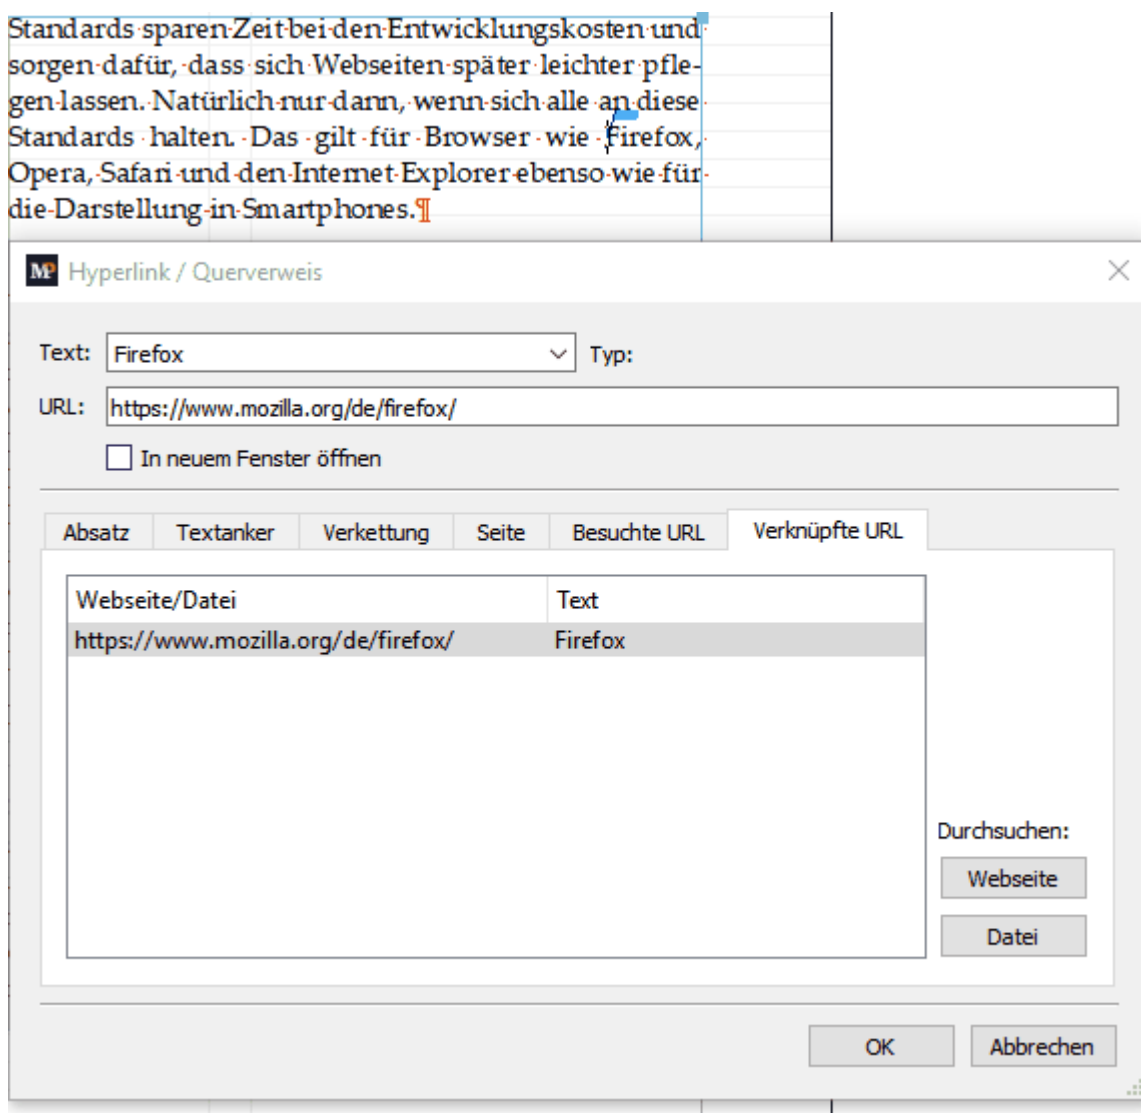 Standards sparen Zeit bei den Entwicklungskosten und
sorgen dafür, dass sich Webseiten später leichter pfle-
gen lassen. Natürlich nur dann, wenn sich alle an diese
Standards halten. Das gilt für Browser wie Firefox,
Opera, Safari und den Internet Explorer ebenso wie für
die Darstellung in Smartphones.¶
MP Hyperlink / Querverweis
Text: Firefox Typ:
URL: https://www.mozilla.org/de/firefox/
In neuem Fenster öffnen
Absatz Textanker Verkettung Seite Besuchte URL Verknüpfte URL
Webseite/Datei Text
https://www.mozilla.org/de/firefox/ Firefox
Durchsuchen:
Webseite
Datei
OK Abbrechen